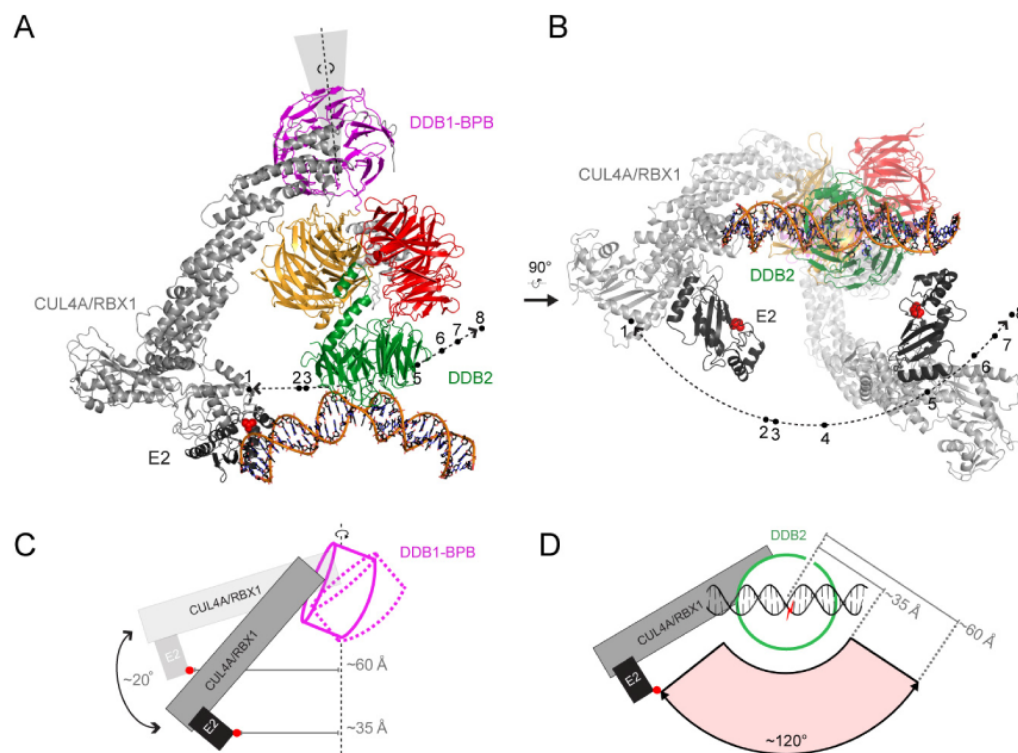 A
DDB1-BPB
CUL4A/RBX1
1
23
5
6
7
8
DDB2
E2
B
CUL4A/RBX1
90°
DDB2
E2
1
2
3
4
5
6
7
8
C
DDB1-BPB
CUL4A/RBX1
CUL4A/RBX1
E2
E2
~20°
~60 Å
~35 Å
D
DDB2
CUL4A/RBX1
E2
~35 Å
~60 Å
~120°